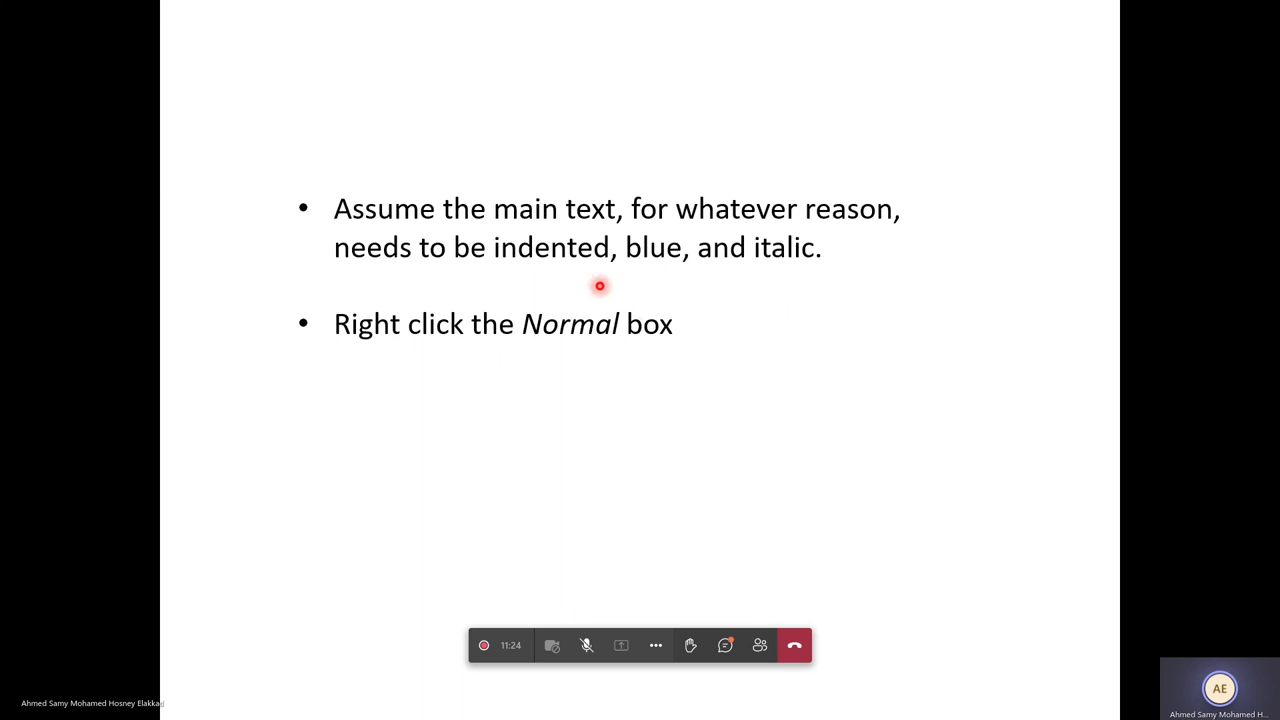 • Assume the main text, for whatever reason,
needs to be indented, blue, and italic.
• Right click the Normal box
11:24
AE
Ahmed Samy Mohamed Hosney Elakkad
Ahmed Samy Mohamed H...